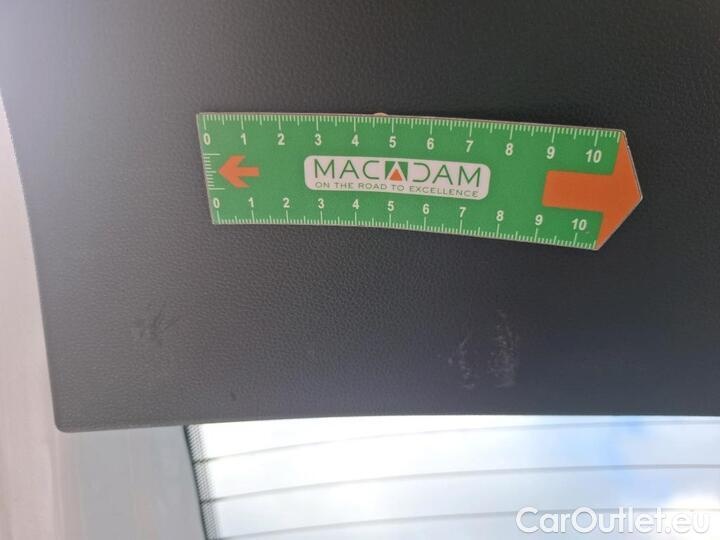 0 1 2 3 4 5 6 7 8 9 10
MACADAM
ON THE ROAD TO EXCELLENCE
0 1 2 3 4 5 6 7 8 9 10
CarOutlet.eu